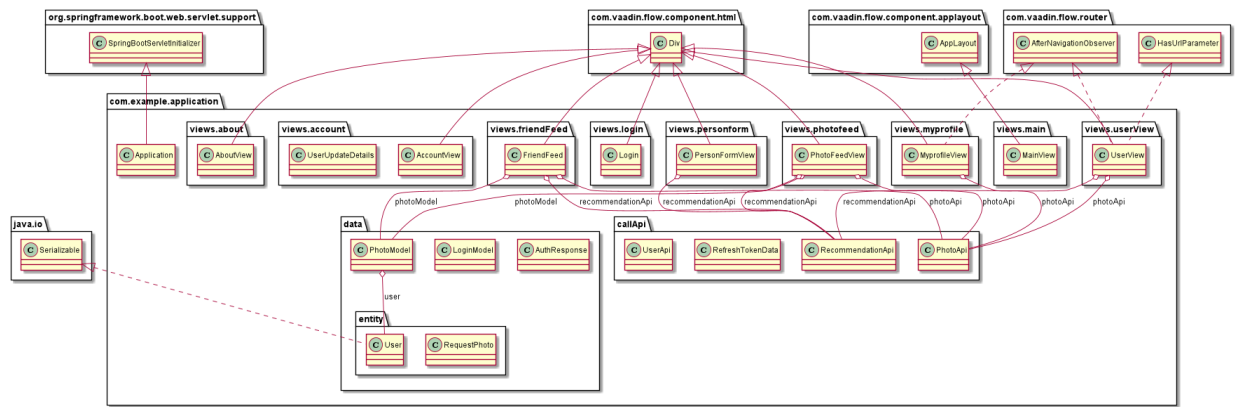 org.springframework.boot.web.servlet.support
com.vaadin.flow.component.html
com.vaadin.flow.component.applayout
com.vaadin.flow.router
C SpringBootServletInitializer
C Div
C AppLayout
C AfterNavigationObserver
C HasUrlParameter
com.example.application
views.about
views.account
views.friendFeed
views.login
views.personform
views.photofeed
views.myprofile
views.main
views.userView
C Application
C AboutView
C UserUpdateDetails
C AccountView
C FriendFeed
C Login
C PersonFormView
C PhotoFeedView
C MyprofileView
C MainView
C UserView
photoModel
photoModel
recommendationApi
recommendationApi
recommendationApi
photoApi
recommendationApi
photoApi
photoApi
photoApi
java.io
data
callApi
C Serializable
C PhotoModel
C LoginModel
C AuthResponse
C UserApi
C RefreshTokenData
C RecommendationApi
C PhotoApi
user
entity
C User
C RequestPhoto